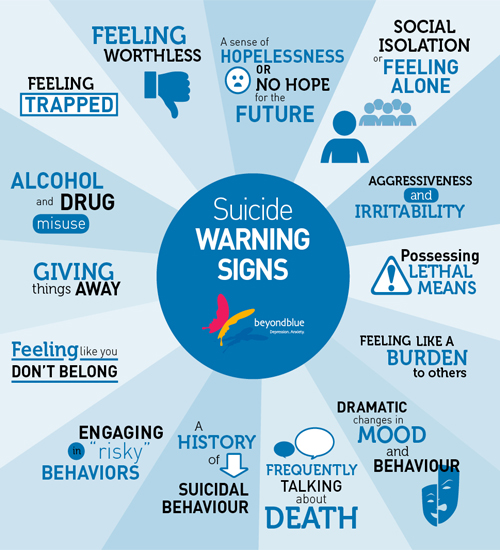 Suicide
WARNING
SIGNS
beyondblue
Depression. Anxiety.
FEELING
WORTHLESS
A sense of
HOPELESSNESS
OR
NO HOPE
for the
FUTURE
SOCIAL
ISOLATION
or FEELING
ALONE
AGGRESSIVENESS
and
IRRITABILITY
Possessing
LETHAL
MEANS
FEELING LIKE A
BURDEN
to others
DRAMATIC
changes in
MOOD
and
BEHAVIOUR
FREQUENTLY
TALKING
about
DEATH
A
HISTORY
of
SUICIDAL
BEHAVIOUR
ENGAGING
in "risky"
BEHAVIORS
Feeling like you
DON'T BELONG
GIVING
things AWAY
ALCOHOL
and DRUG
misuse
FEELING
TRAPPED